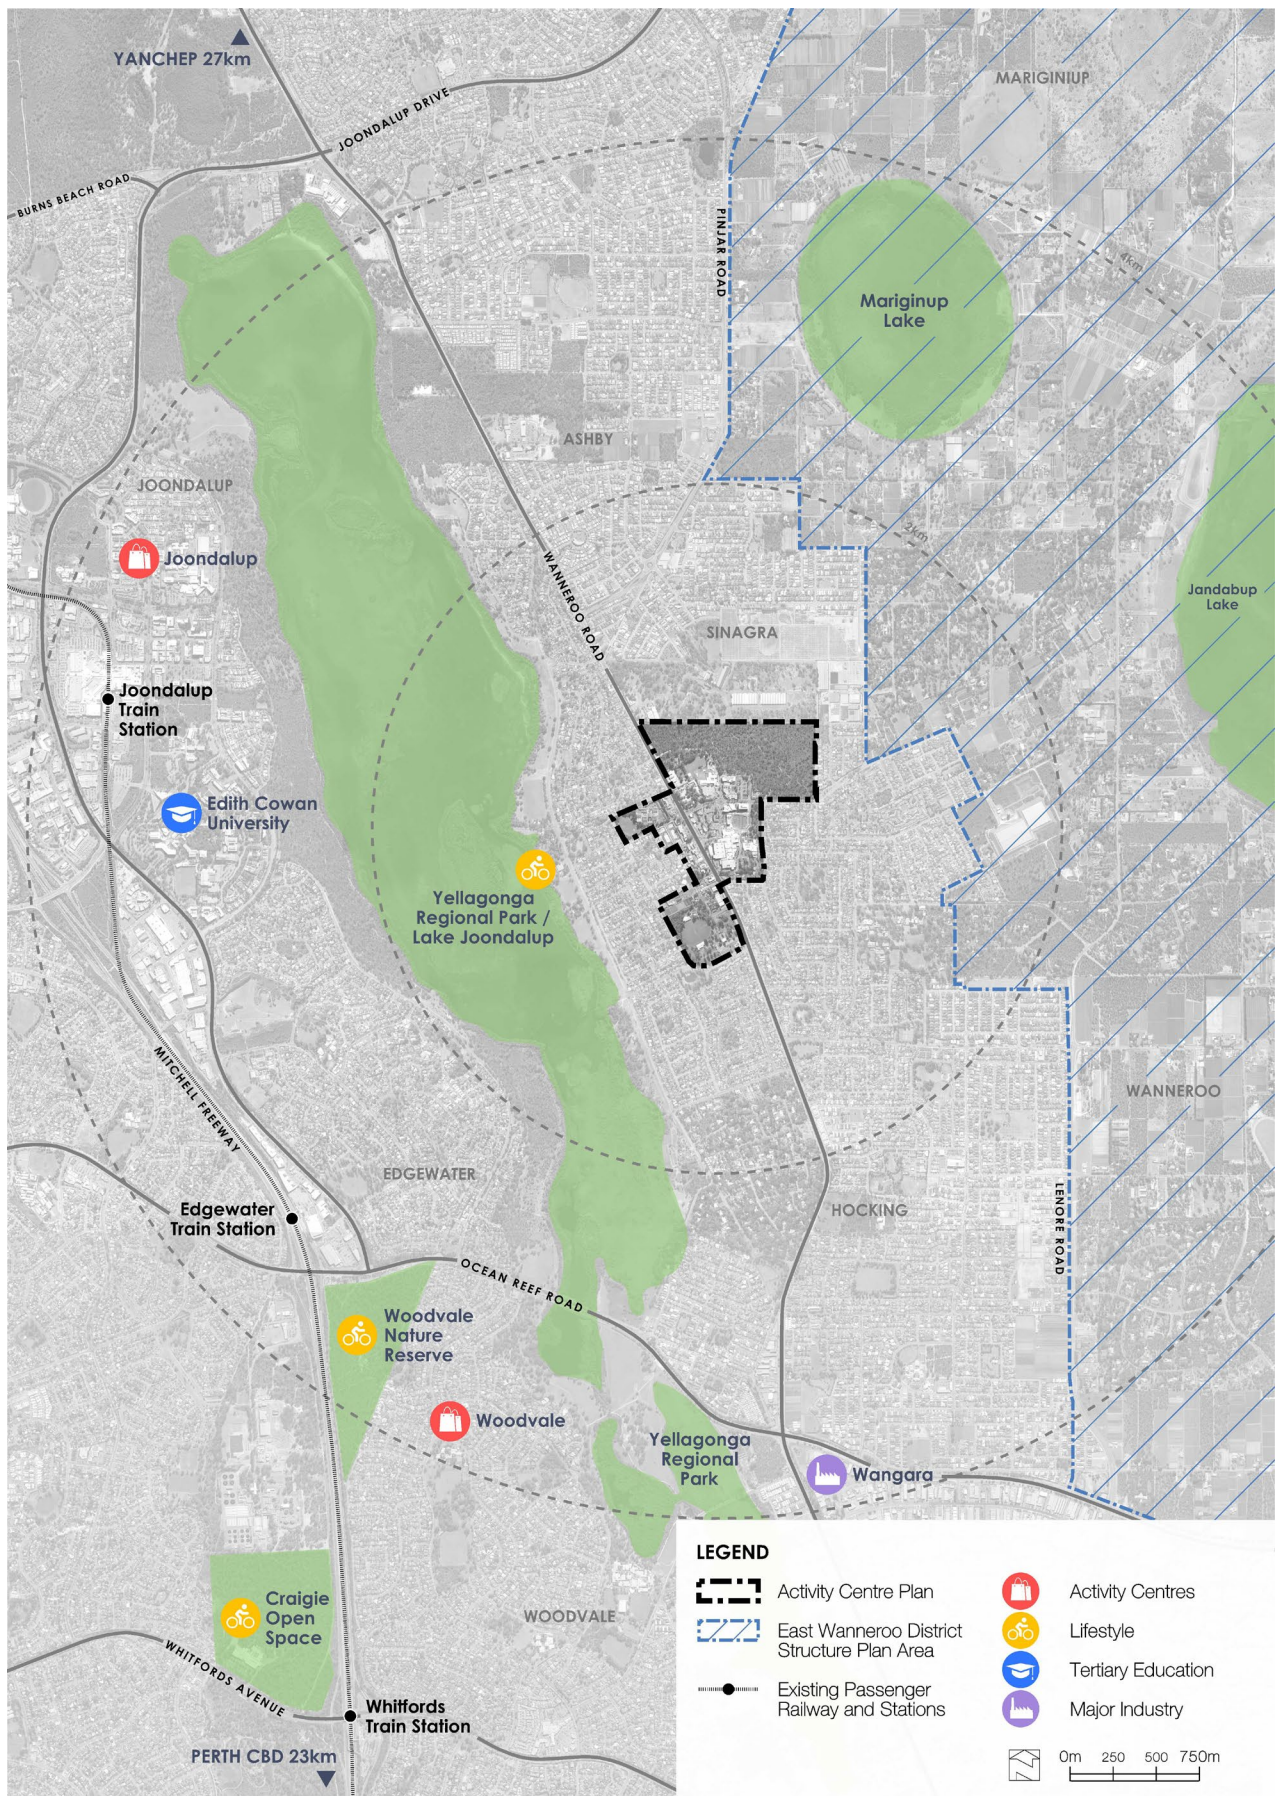 YANCHEP 27km
MARIGINIUP
JOONDALUP DRIVE
BURNS BEACH ROAD
PINJAR ROAD
4km
Mariginup
Lake
ASHBY
JOONDALUP
2km
Joondalup
WANNEROO ROAD
Jandabup
Lake
SINAGRA
Joondalup
Train
Station
Edith Cowan
University
Yellagonga
Regional Park /
Lake Joondalup
MITCHELL FREEWAY
WANNEROO
EDGEWATER
Edgewater
Train Station
HOCKING
LENORE ROAD
OCEAN REEF ROAD
Woodvale
Nature
Reserve
Woodvale
Yellagonga
Regional
Park
Wangara
Craigie
Open
Space
WOODVALE
WHITFORDS AVENUE
Whitfords
Train Station
PERTH CBD 23km
LEGEND
Activity Centre Plan
East Wanneroo District
Structure Plan Area
Existing Passenger
Railway and Stations
Activity Centres
Lifestyle
Tertiary Education
Major Industry
0m 250 500 750m